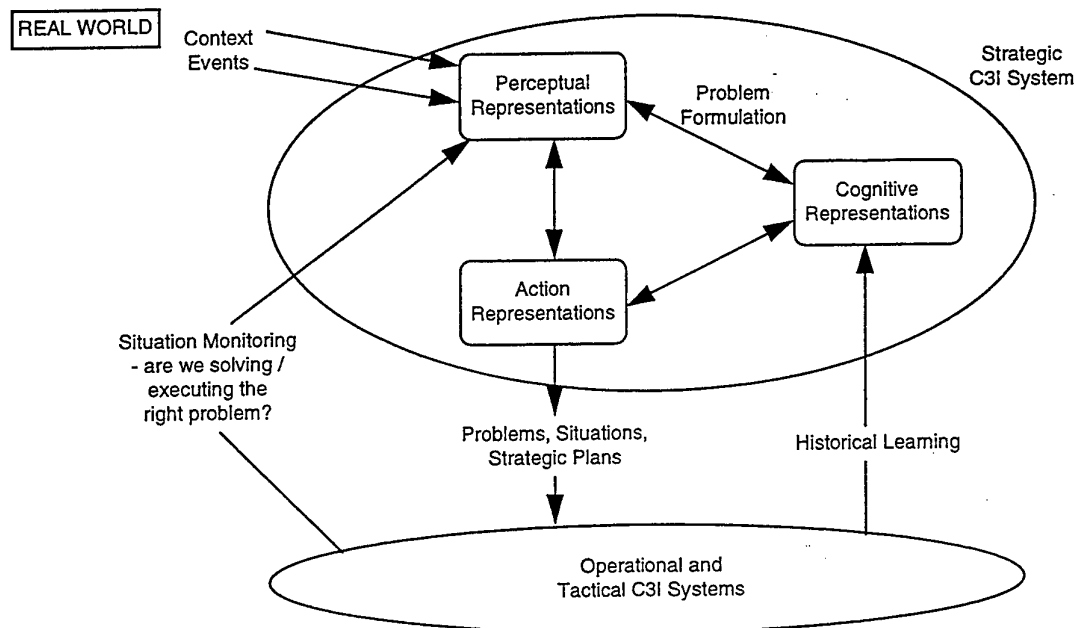 REAL WORLD
Context
Events
Strategic
C3I System
Perceptual
Representations
Problem
Formulation
Cognitive
Representations
Action
Representations
Situation Monitoring
- are we solving /
executing the
right problem?
Problems, Situations,
Strategic Plans
Historical Learning
Operational and
Tactical C3I Systems